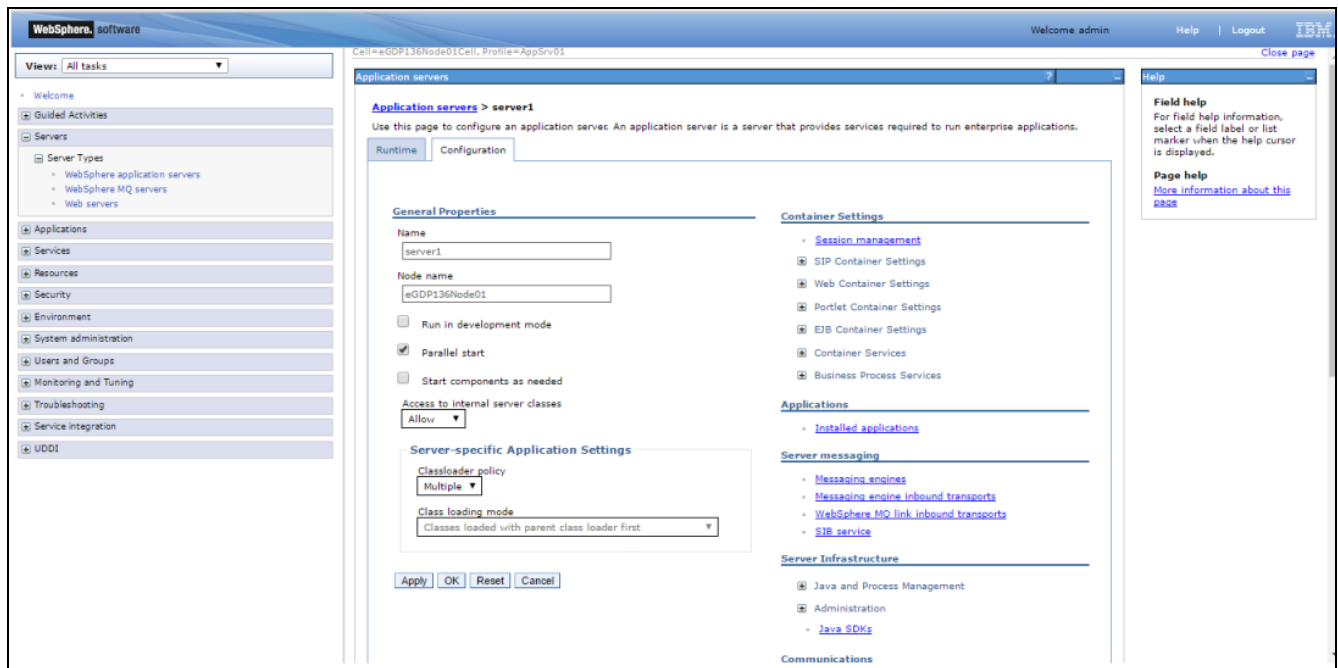 WebSphere. software
Welcome admin
Help | Logout
IBM
View: All tasks
Welcome
Guided Activities
Servers
Server Types
WebSphere application servers
WebSphere MQ servers
Web servers
Applications
Services
Resources
Security
Environment
System administration
Users and Groups
Monitoring and Tuning
Troubleshooting
Service integration
UDDI
Cell=eGDP136Node01Cell, Profile=AppSrv01
Close page
Application servers
?
Application servers > server1
Use this page to configure an application server. An application server is a server that provides services required to run enterprise applications.
Runtime
Configuration
General Properties
Name
server1
Node name
eGDP136Node01
Run in development mode
Parallel start
Start components as needed
Access to internal server classes
Allow
Server-specific Application Settings
Classloader policy
Multiple
Class loading mode
Classes loaded with parent class loader first
Apply OK Reset Cancel
Container Settings
Session management
SIP Container Settings
Web Container Settings
Portlet Container Settings
EJB Container Settings
Container Services
Business Process Services
Applications
Installed applications
Server messaging
Messaging engines
Messaging engine inbound transports
WebSphere MQ link inbound transports
SIB service
Server Infrastructure
Java and Process Management
Administration
Java SDKs
Communications
Help
Field help
For field help information,
select a field label or list
marker when the help cursor
is displayed.
Page help
More information about this
page